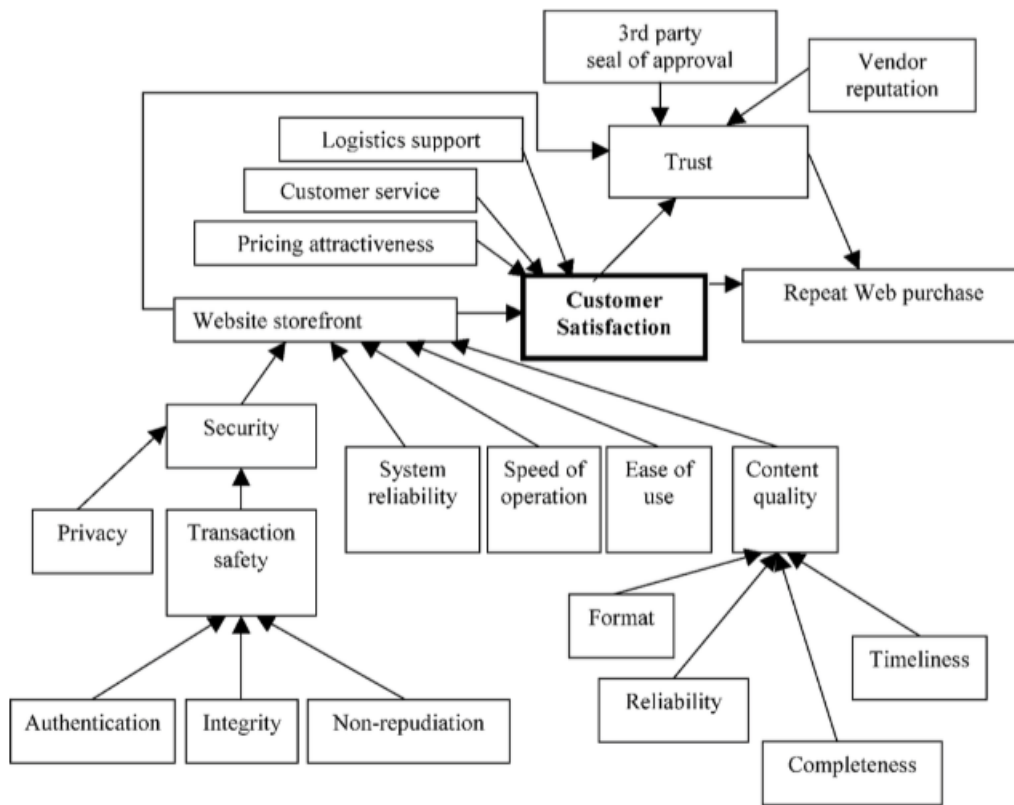 3rd party
seal of approval
Vendor
reputation
Logistics support
Trust
Customer service
Pricing attractiveness
Customer
Satisfaction
Repeat Web purchase
Website storefront
Security
System
reliability
Speed of
operation
Ease of
use
Content
quality
Privacy
Transaction
safety
Format
Timeliness
Reliability
Authentication
Integrity
Non-repudiation
Completeness